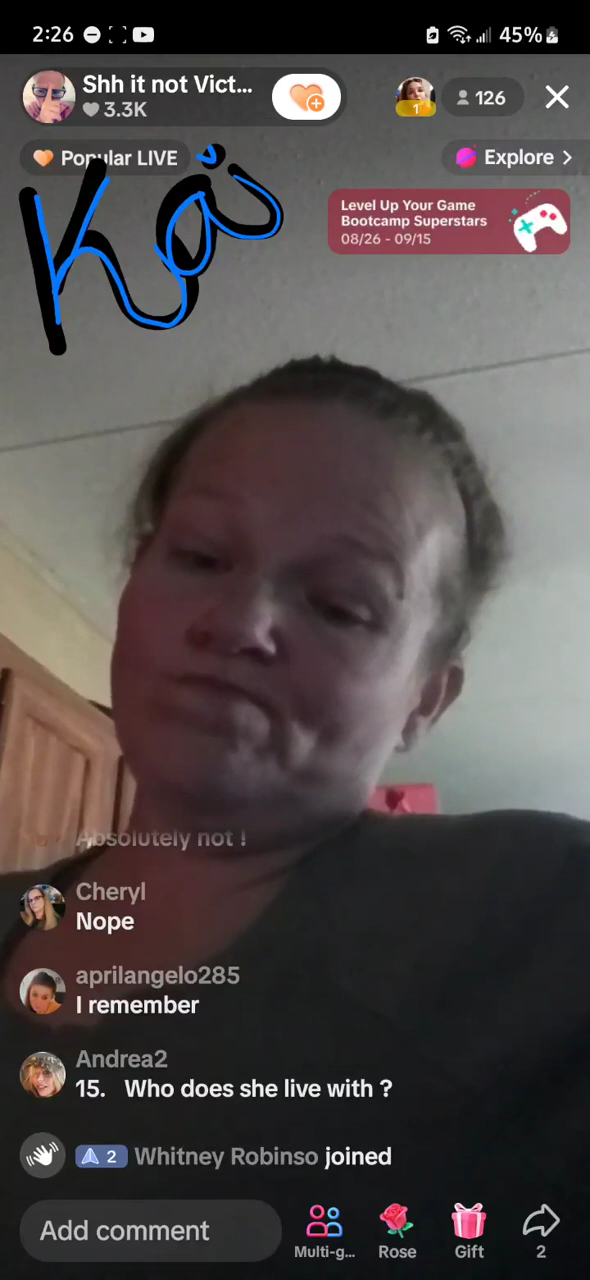 2:26
45%
Shh it not Vict...
3.3K
1
126
Popular LIVE
Explore >
Kai
Level Up Your Game
Bootcamp Superstars
08/26 - 09/15
Absolutely not !
Cheryl
Nope
aprilangelo285
I remember
Andrea2
15. Who does she live with ?
2 Whitney Robinso joined
Add comment
Multi-g...
Rose
Gift
2